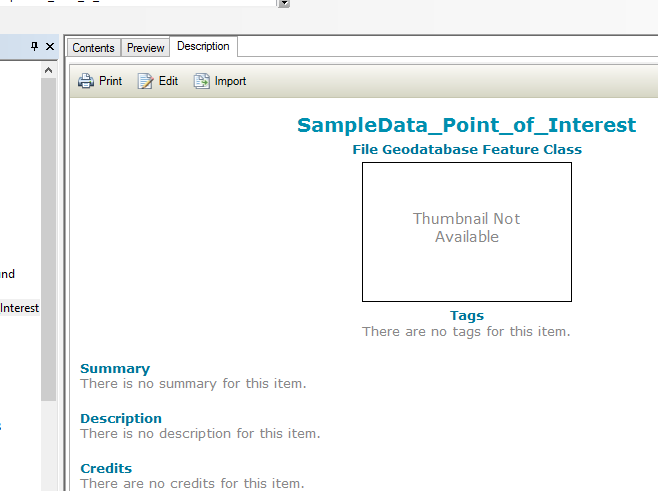 Contents Preview Description
Print Edit Import
SampleData_Point_of_Interest
File Geodatabase Feature Class
Thumbnail Not
Available
Tags
There are no tags for this item.
Summary
There is no summary for this item.
Description
There is no description for this item.
Credits
There are no credits for this item.
Interest